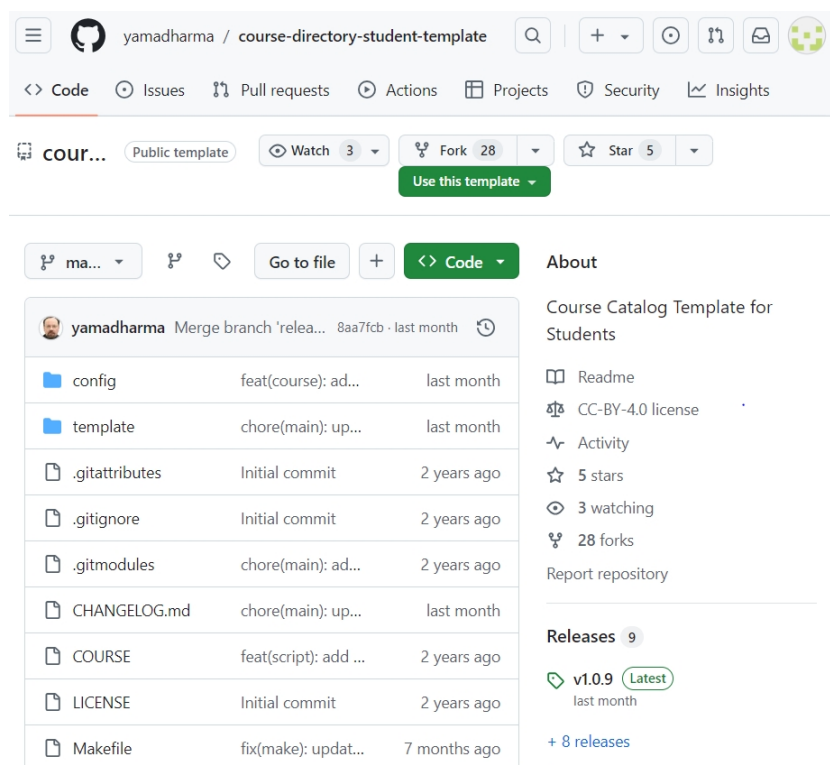 yamadharma / course-directory-student-template
Code Issues Pull requests Actions Projects Security Insights
cour... Public template Watch 3 Fork 28 Star 5
Use this template
ma... Go to file Code
About
Course Catalog Template for
Students
yamadharma Merge branch 'relea... 8aa7fcb · last month
config feat(course): ad... last month
template chore(main): up... last month
.gitattributes Initial commit 2 years ago
.gitignore Initial commit 2 years ago
.gitmodules chore(main): ad... 2 years ago
CHANGELOG.md chore(main): up... last month
COURSE feat(script): add ... 2 years ago
LICENSE Initial commit 2 years ago
Makefile fix(make): updat... 7 months ago
Readme
CC-BY-4.0 license
Activity
5 stars
3 watching
28 forks
Report repository
Releases 9
v1.0.9 Latest
last month
+ 8 releases